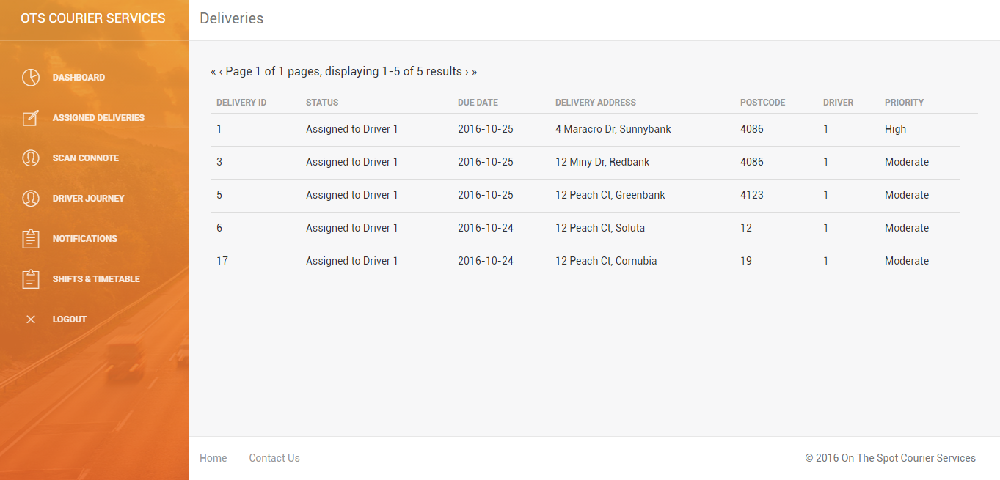 OTS COURIER SERVICES
Deliveries
DASHBOARD
ASSIGNED DELIVERIES
SCAN CONNOTE
DRIVER JOURNEY
NOTIFICATIONS
SHIFTS & TIMETABLE
LOGOUT
« ‹ Page 1 of 1 pages, displaying 1-5 of 5 results › »
DELIVERY ID STATUS DUE DATE DELIVERY ADDRESS POSTCODE DRIVER PRIORITY
1 Assigned to Driver 1 2016-10-25 4 Maracro Dr, Sunnybank 4086 1 High
3 Assigned to Driver 1 2016-10-25 12 Miny Dr, Redbank 4086 1 Moderate
5 Assigned to Driver 1 2016-10-25 12 Peach Ct, Greenbank 4123 1 Moderate
6 Assigned to Driver 1 2016-10-24 12 Peach Ct, Soluta 12 1 Moderate
17 Assigned to Driver 1 2016-10-24 12 Peach Ct, Cornubia 19 1 Moderate
Home Contact Us © 2016 On The Spot Courier Services